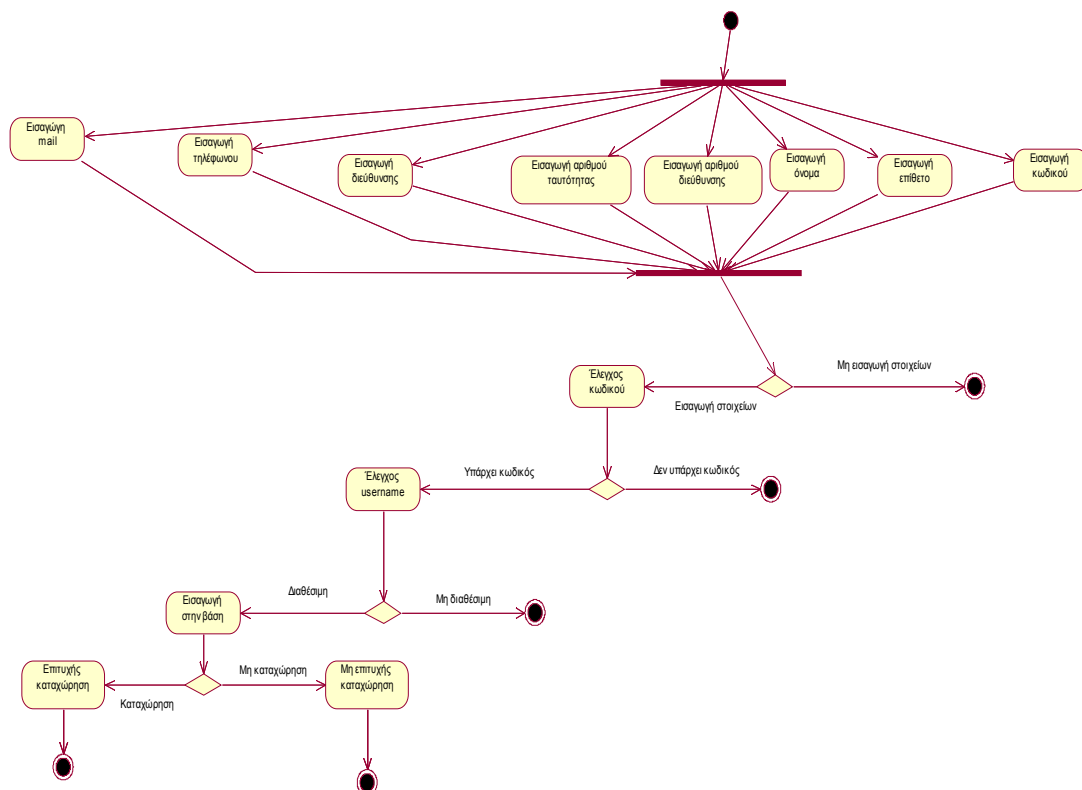 Εισαγώγη
mail
Εισαγωγή
τηλέφωνου
Εισαγωγή
διεύθυνσης
Εισαγωγή αριθμού
ταυτότητας
Εισαγωγή αριθμού
διεύθυνσης
Εισαγωγή
όνομα
Εισαγωγή
επίθετο
Εισαγωγή
κωδικού
Μη εισαγωγή στοιχείων
Έλεγχος
κωδικού
Εισαγωγή στοιχείων
Υπάρχει κωδικός
Δεν υπάρχει κωδικός
Έλεγχος
username
Διαθέσιμη
Μη διαθέσιμη
Εισαγωγή
στην βάση
Επιτυχής
καταχώρηση
Μη καταχώρηση
Μη επιτυχής
καταχώρηση
Καταχώρηση